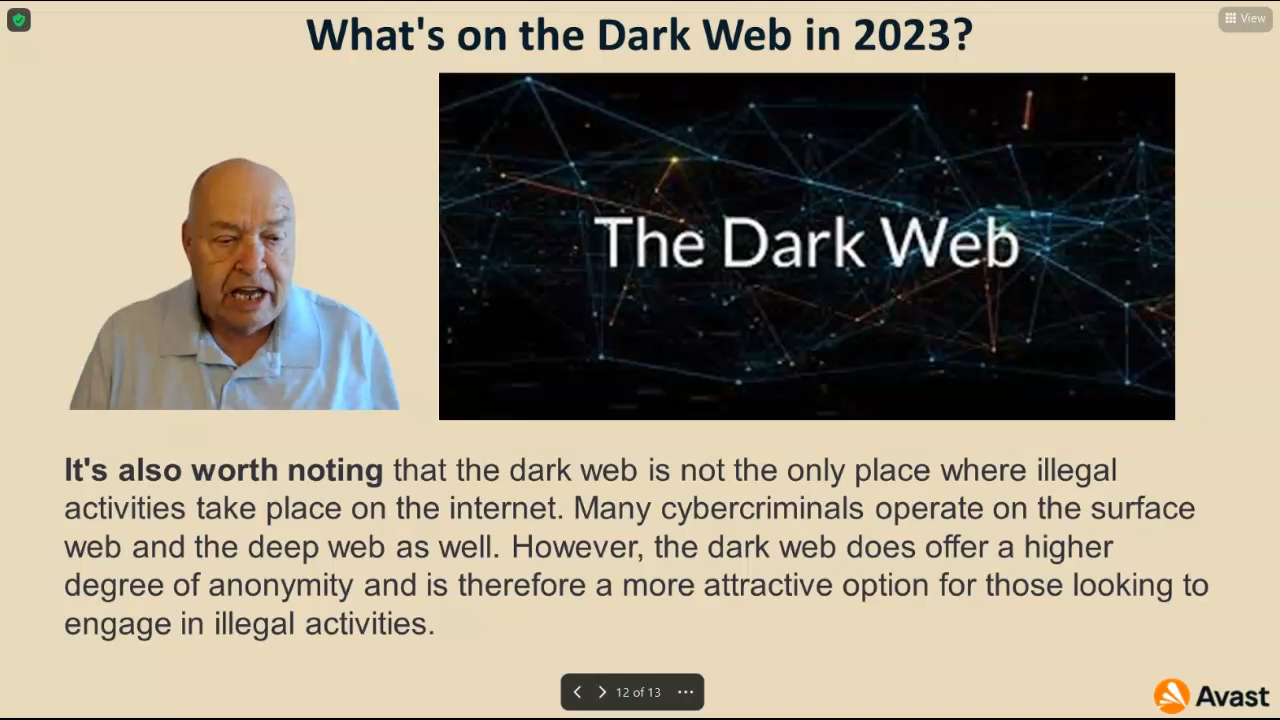 What's on the Dark Web in 2023?
View
The Dark Web
It's also worth noting that the dark web is not the only place where illegal
activities take place on the internet. Many cybercriminals operate on the surface
web and the deep web as well. However, the dark web does offer a higher
degree of anonymity and is therefore a more attractive option for those looking to
engage in illegal activities.
12 of 13
Avast